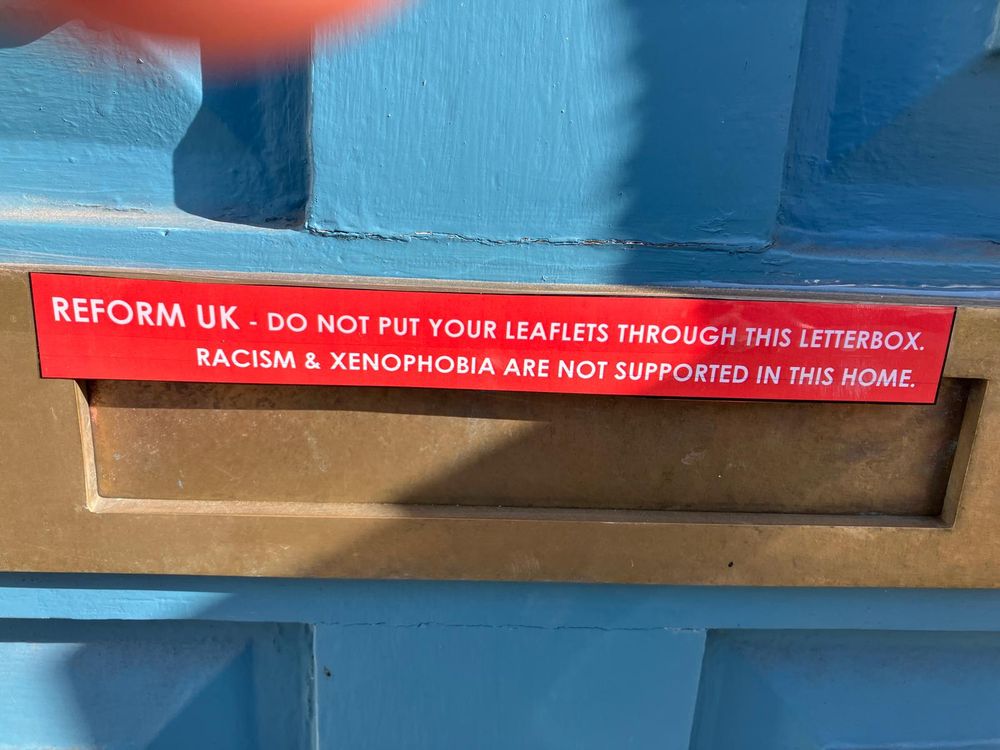 REFORM UK - DO NOT PUT YOUR LEAFLETS THROUGH THIS LETTERBOX.
RACISM & XENOPHOBIA ARE NOT SUPPORTED IN THIS HOME.